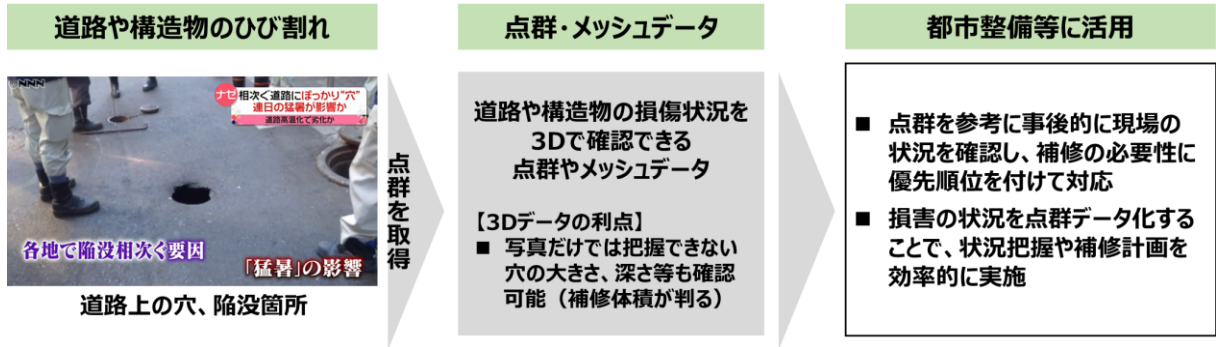 道路や構造物のひび割れ
NNN
ナゼ
相次ぐ道路にぽっかり“穴”
連日の猛暑が影響か
道路高温化で劣化か
各地で陥没相次ぐ要因
「猛暑」の影響
道路上の穴、陥没箇所
点群を取得
点群・メッシュデータ
道路や構造物の損傷状況を
3Dで確認できる
点群やメッシュデータ
【3Dデータの利点】
■ 写真だけでは把握できない
穴の大きさ、深さ等も確認
可能（補修体積が判る）
都市整備等に活用
■ 点群を参考に事後的に現場の
状況を確認し、補修の必要性に
優先順位を付けて対応
■ 損害の状況を点群データ化する
ことで、状況把握や補修計画を
効率的に実施